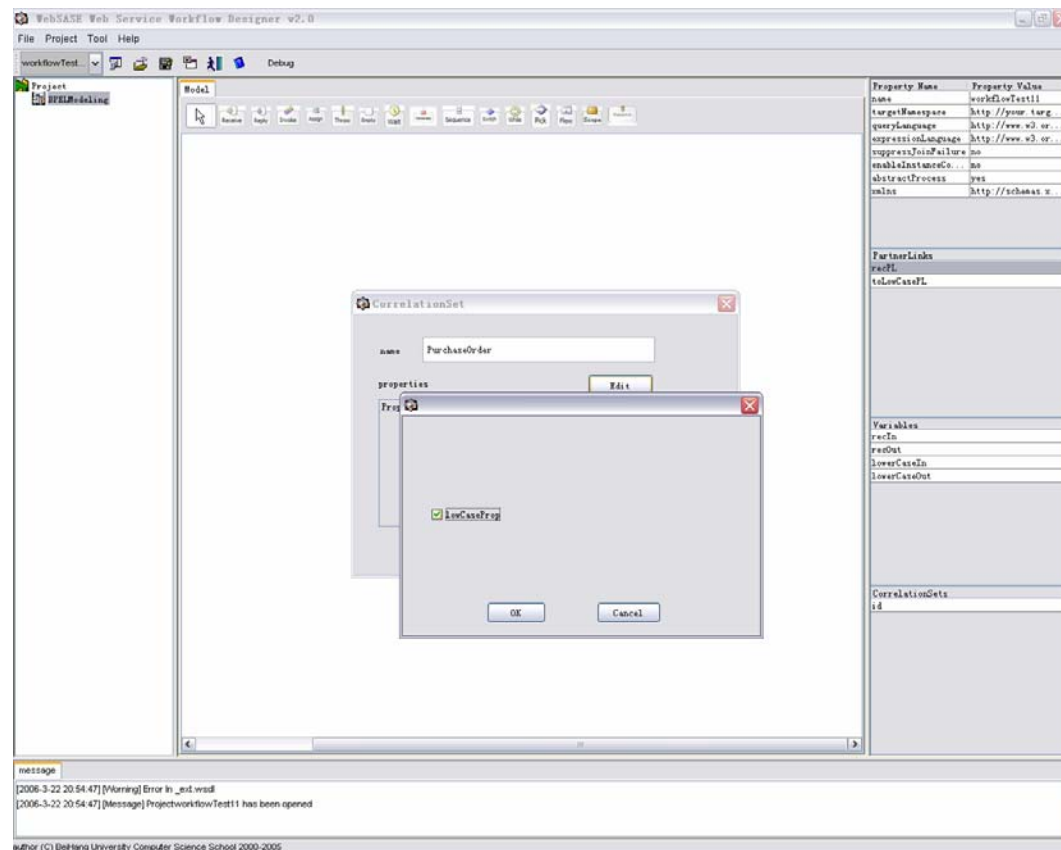 WebSASE Web Service Workflow Designer v2.0
File Project Tool Help
workflowTest... Debug
Project
BPELModeling
Model
Receive Reply Invoke Assign Throw Empty Wait Sequence Switch While Pick Flow Scope
Property Name Property Value
name workflowTest11
targetNamespace http://your.targ...
queryLanguage http://www.w3.or...
expressionLanguage http://www.w3.or...
suppressJoinFailure no
enableInstanceCo... no
abstractProcess yes
xmlns http://schemas.x...
PartnerLinks
recPL
toLowCasePL
CorrelationSet
name PurchaseOrder
properties Edit
Prop
lowCaseProp
OK Cancel
Variables
recIn
recOut
lowerCaseIn
lowerCaseOut
CorrelationSets
id
message
[2006-3-22 20:54:47] [Worning] Error In _ext.wsdl
[2006-3-22 20:54:47] [Message] ProjectworkflowTest11 has been opened
author (C) BeiHang University Computer Science School 2000-2005